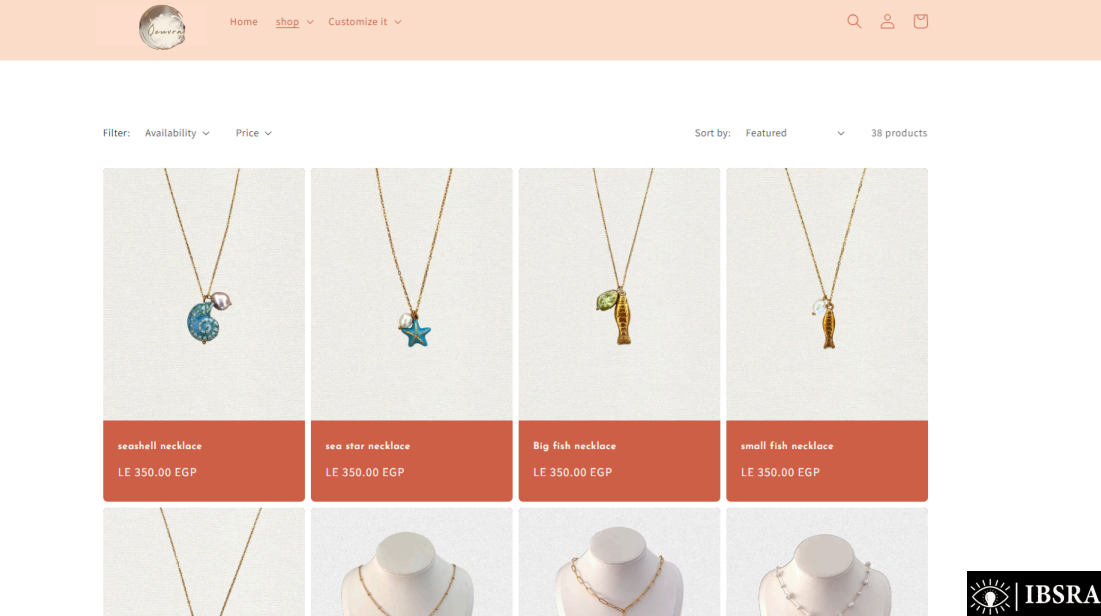 Home shop Customize it
Filter: Availability Price Sort by: Featured 38 products
seashell necklace
LE 350.00 EGP
sea star necklace
LE 350.00 EGP
Big fish necklace
LE 350.00 EGP
small fish necklace
LE 350.00 EGP
IBSRA